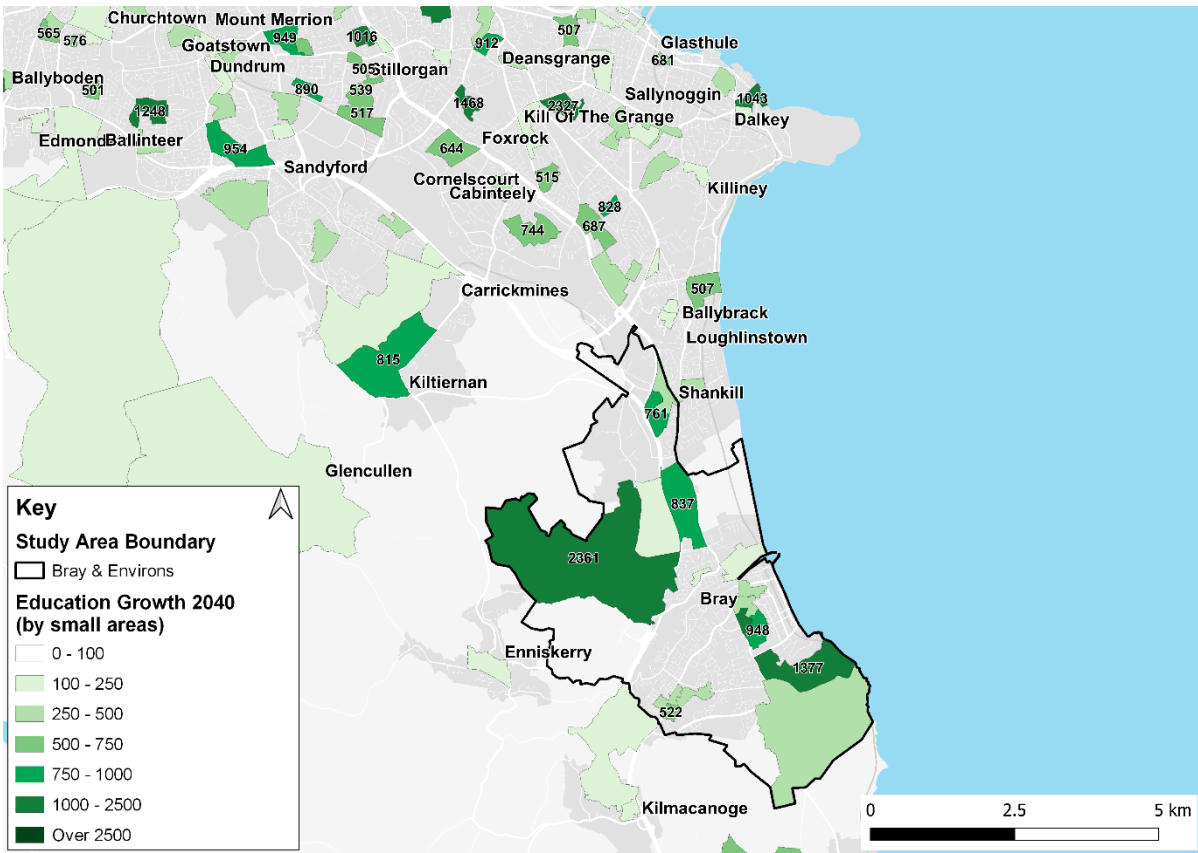 Churchtown
Mount Merrion
565
576
949
1016
507
Goatstown
912
Glasthule
Dundrum
505
Stillorgan
Deansgrange
681
Ballyboden
501
890
539
Sallynoggin
1043
1248
517
1468
2327
Kill Of The Grange
Dalkey
Edmond
Ballinteer
954
644
Foxrock
Sandyford
Cornelscourt
515
Killiney
Cabinteely
828
744
687
Carrickmines
507
Ballybrack
Loughlinstown
815
Kiltiernan
Shankill
761
Glencullen
837
2361
Bray
948
Enniskerry
1377
522
Kilmacanoge
Key
Study Area Boundary
Bray & Environs
Education Growth 2040
(by small areas)
0 - 100
100 - 250
250 - 500
500 - 750
750 - 1000
1000 - 2500
Over 2500
0 2.5 5 km